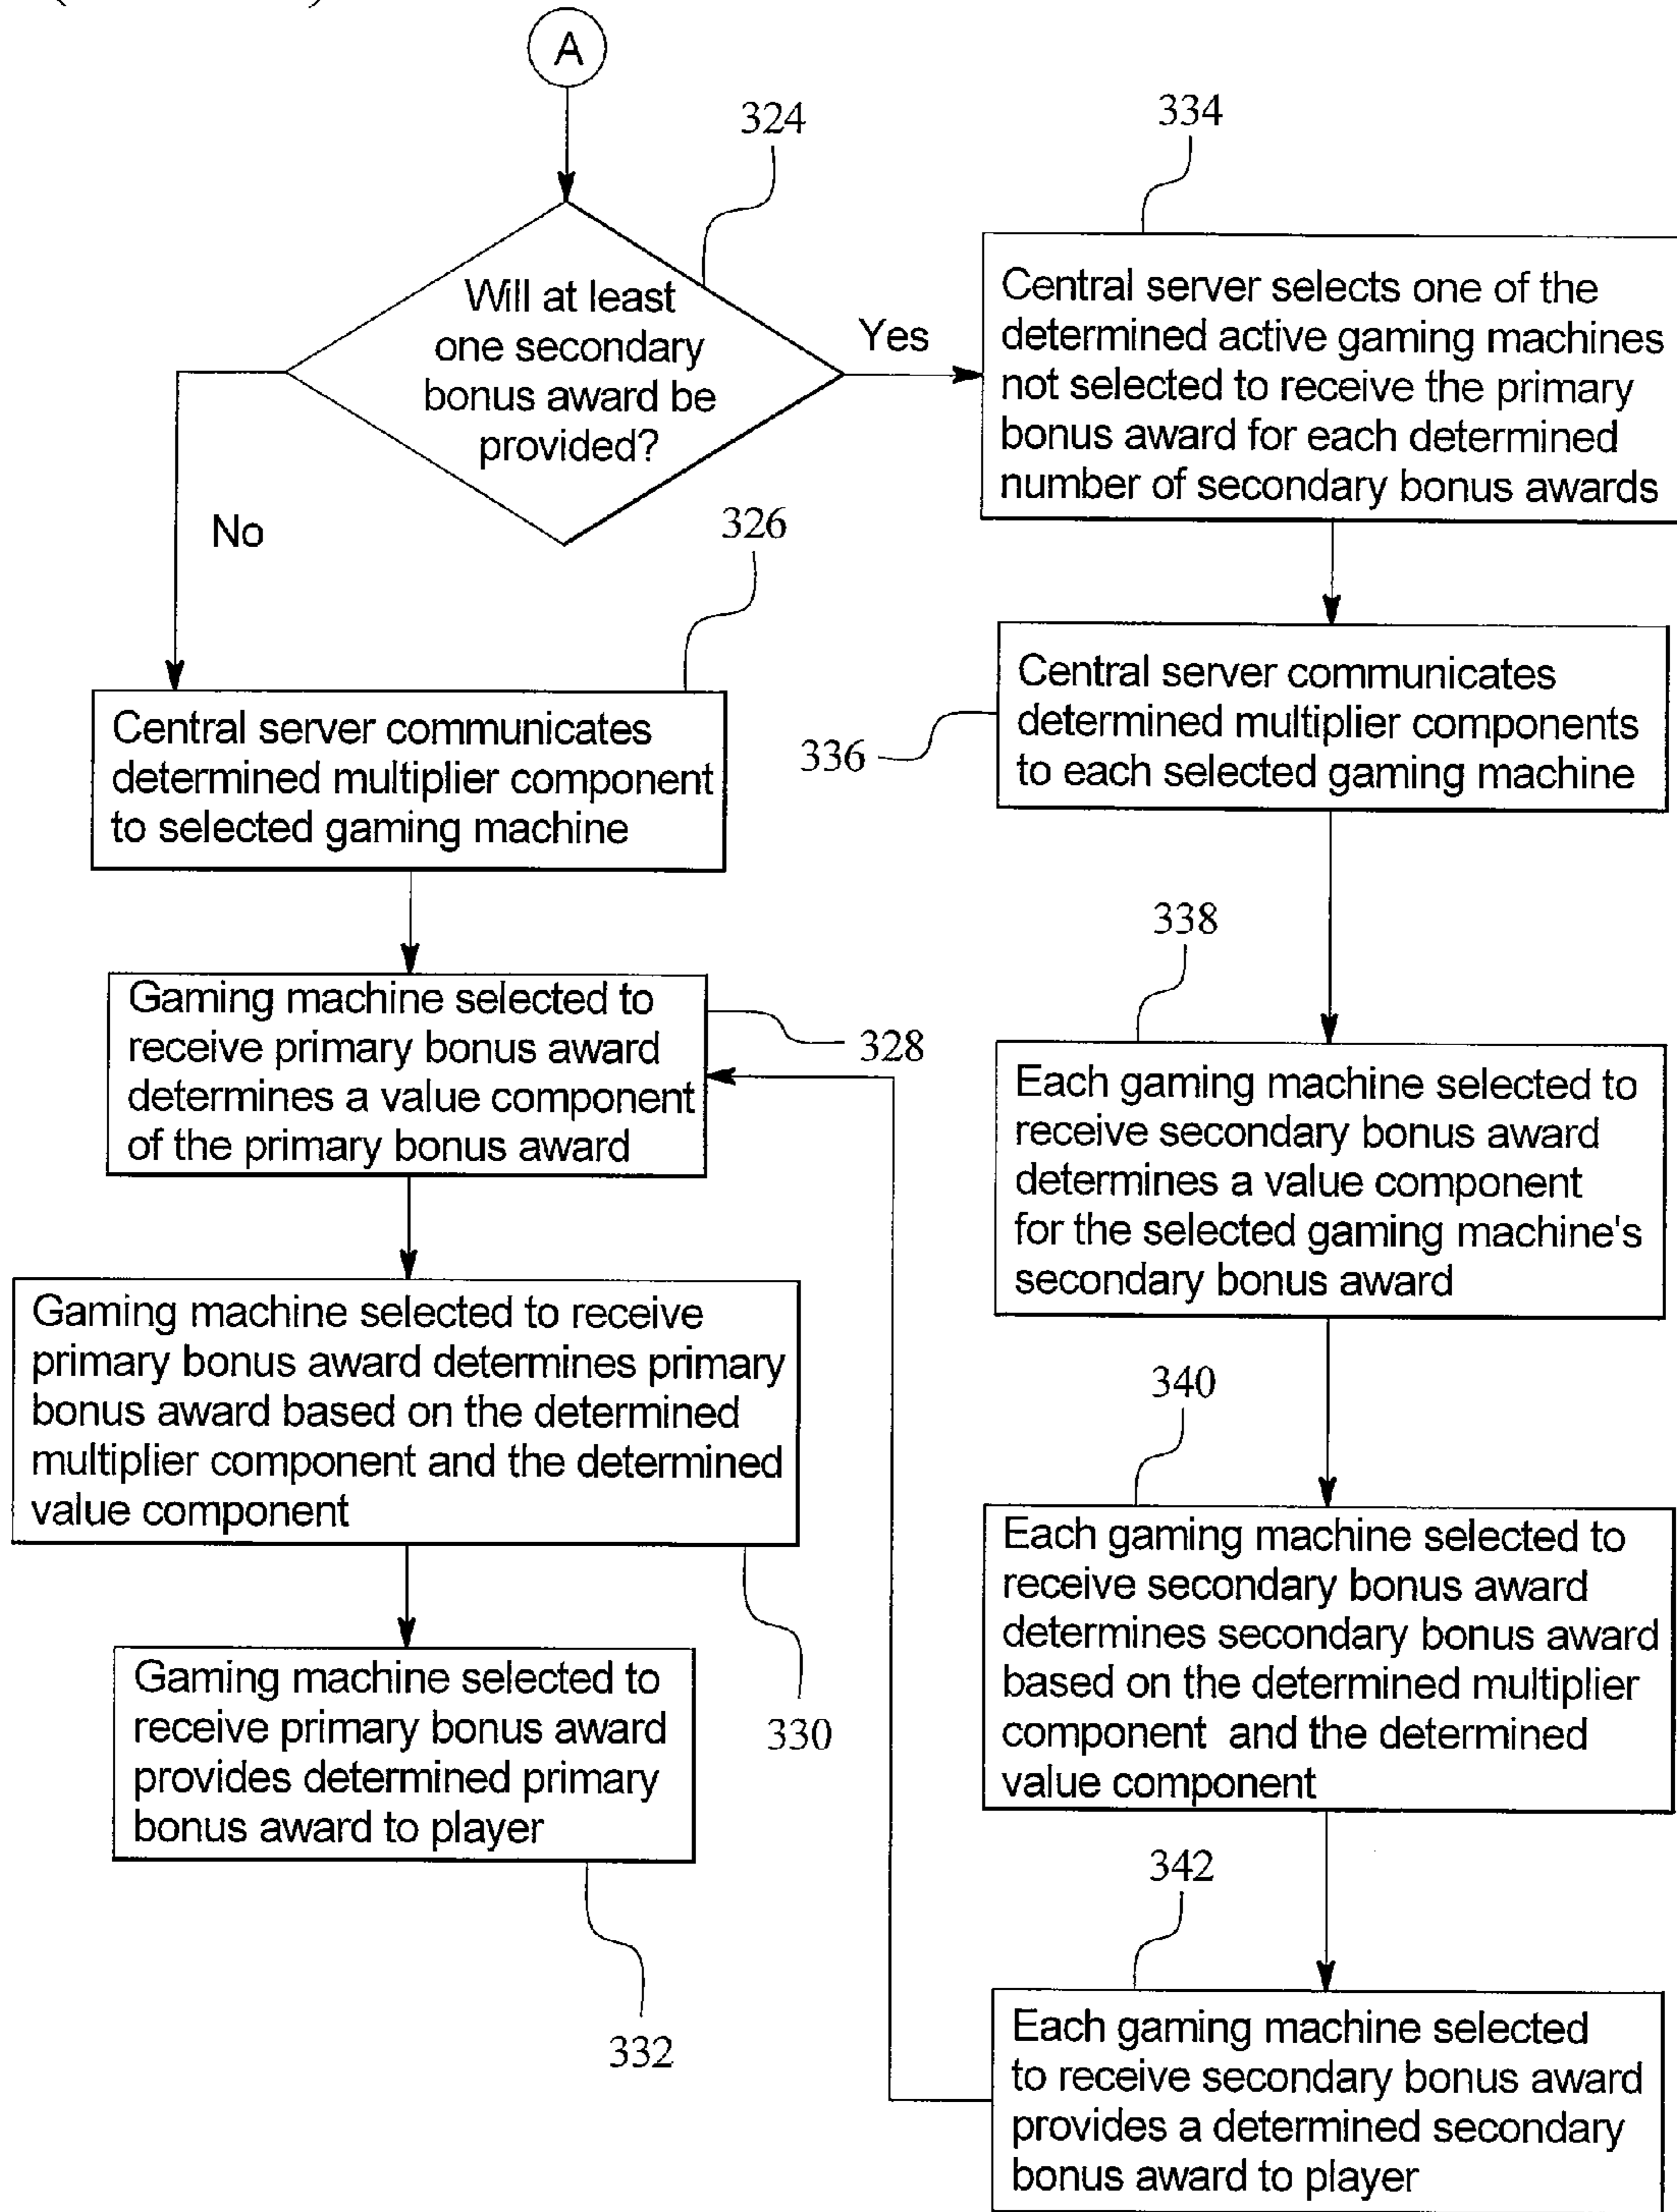 A
324
Will at least
one secondary
bonus award be
provided?
Yes
No
334
Central server selects one of the
determined active gaming machines
not selected to receive the primary
bonus award for each determined
number of secondary bonus awards
326
Central server communicates
determined multiplier component
to selected gaming machine
336
Central server communicates
determined multiplier components
to each selected gaming machine
328
Gaming machine selected to
receive primary bonus award
determines a value component
of the primary bonus award
338
Each gaming machine selected to
receive secondary bonus award
determines a value component
for the selected gaming machine's
secondary bonus award
Gaming machine selected to receive
primary bonus award determines primary
bonus award based on the determined
multiplier component and the determined
value component
330
340
Each gaming machine selected to
receive secondary bonus award
determines secondary bonus award
based on the determined multiplier
component and the determined
value component
Gaming machine selected to
receive primary bonus award
provides determined primary
bonus award to player
332
342
Each gaming machine selected
to receive secondary bonus award
provides a determined secondary
bonus award to player